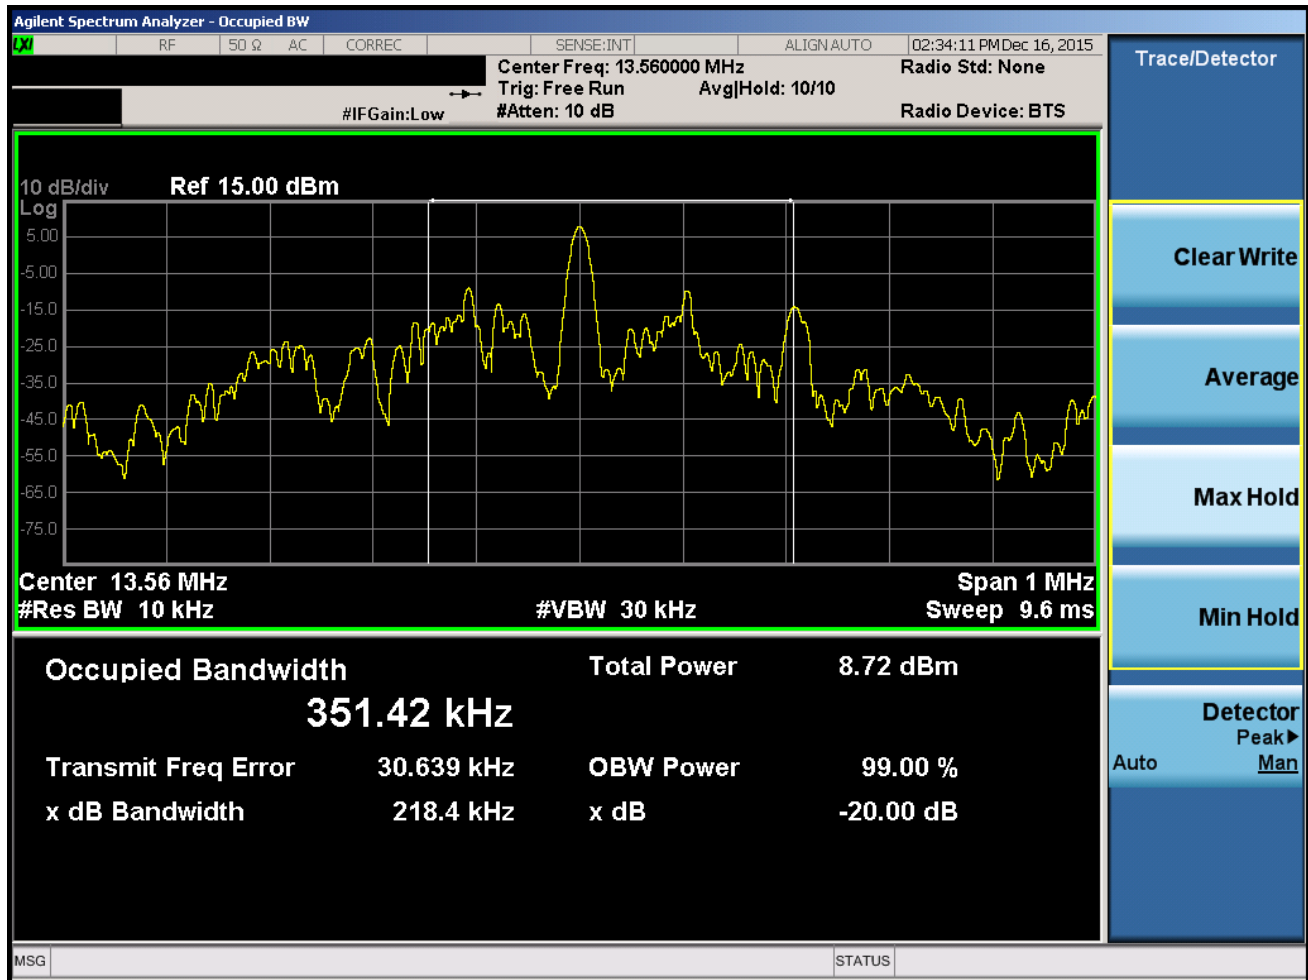 Agilent Spectrum Analyzer - Occupied BW
LXI RF 50 Ω AC CORREC SENSE:INT ALIGN AUTO 02:34:11 PM Dec 16, 2015
Center Freq: 13.560000 MHz Radio Std: None
Trig: Free Run Avg|Hold: 10/10
#IFGain:Low #Atten: 10 dB Radio Device: BTS
10 dB/div Ref 15.00 dBm
Log
5.00
-5.00
-15.0
-25.0
-35.0
-45.0
-55.0
-65.0
-75.0
Center 13.56 MHz Span 1 MHz
#Res BW 10 kHz #VBW 30 kHz Sweep 9.6 ms
Occupied Bandwidth Total Power 8.72 dBm
351.42 kHz
Transmit Freq Error 30.639 kHz OBW Power 99.00 %
x dB Bandwidth 218.4 kHz x dB -20.00 dB
Trace/Detector
Clear Write
Average
Max Hold
Min Hold
Detector
Peak▶
Auto Man
MSG STATUS